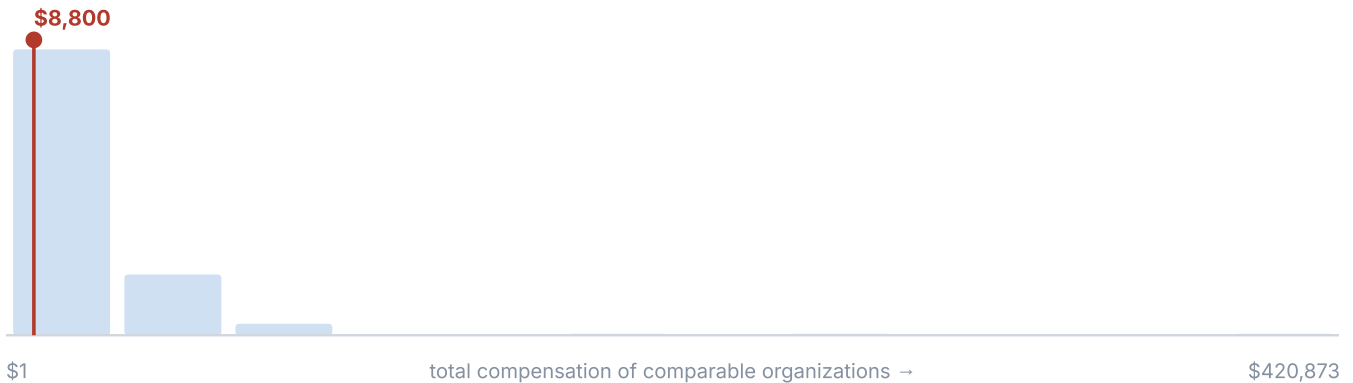 $8,800
$1 total compensation of comparable organizations → $420,873